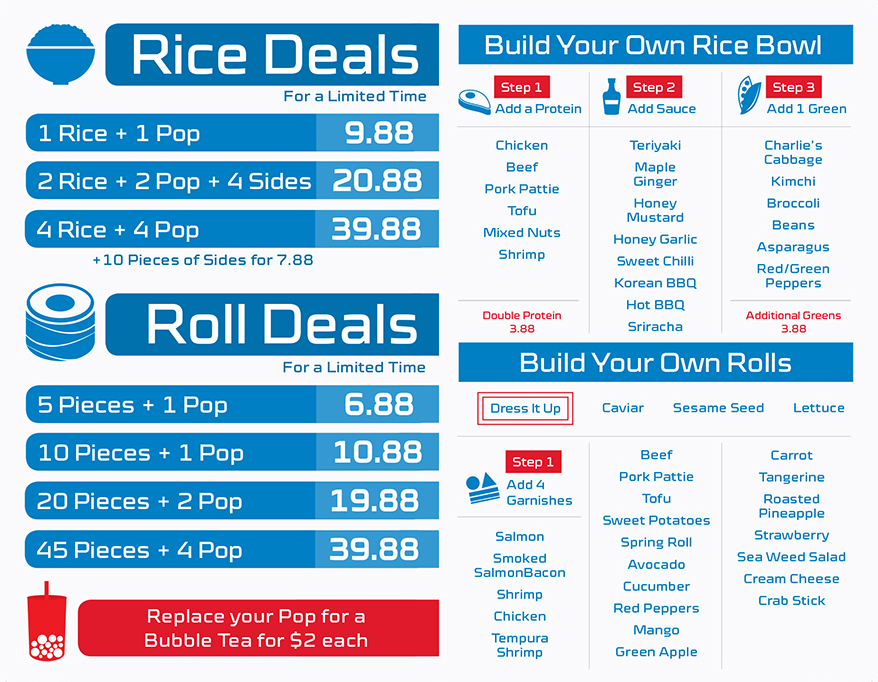 Rice Deals
For a Limited Time
1 Rice + 1 Pop 9.88
2 Rice + 2 Pop + 4 Sides 20.88
4 Rice + 4 Pop 39.88
+10 Pieces of Sides for 7.88
Roll Deals
For a Limited Time
5 Pieces + 1 Pop 6.88
10 Pieces + 1 Pop 10.88
20 Pieces + 2 Pop 19.88
45 Pieces + 4 Pop 39.88
Replace your Pop for a
Bubble Tea for $2 each
Build Your Own Rice Bowl
Step 1
Add a Protein
Chicken
Beef
Pork Pattie
Tofu
Mixed Nuts
Shrimp
Double Protein
3.88
Step 2
Add Sauce
Teriyaki
Maple
Ginger
Honey
Mustard
Honey Garlic
Sweet Chilli
Korean BBQ
Hot BBQ
Sriracha
Step 3
Add 1 Green
Charlie's
Cabbage
Kimchi
Broccoli
Beans
Asparagus
Red/Green
Peppers
Additional Greens
3.88
Build Your Own Rolls
Dress It Up Caviar Sesame Seed Lettuce
Step 1
Add 4
Garnishes
Salmon
Smoked
SalmonBacon
Shrimp
Chicken
Tempura
Shrimp
Beef
Pork Pattie
Tofu
Sweet Potatoes
Spring Roll
Avocado
Cucumber
Red Peppers
Mango
Green Apple
Carrot
Tangerine
Roasted
Pineapple
Strawberry
Sea Weed Salad
Cream Cheese
Crab Stick